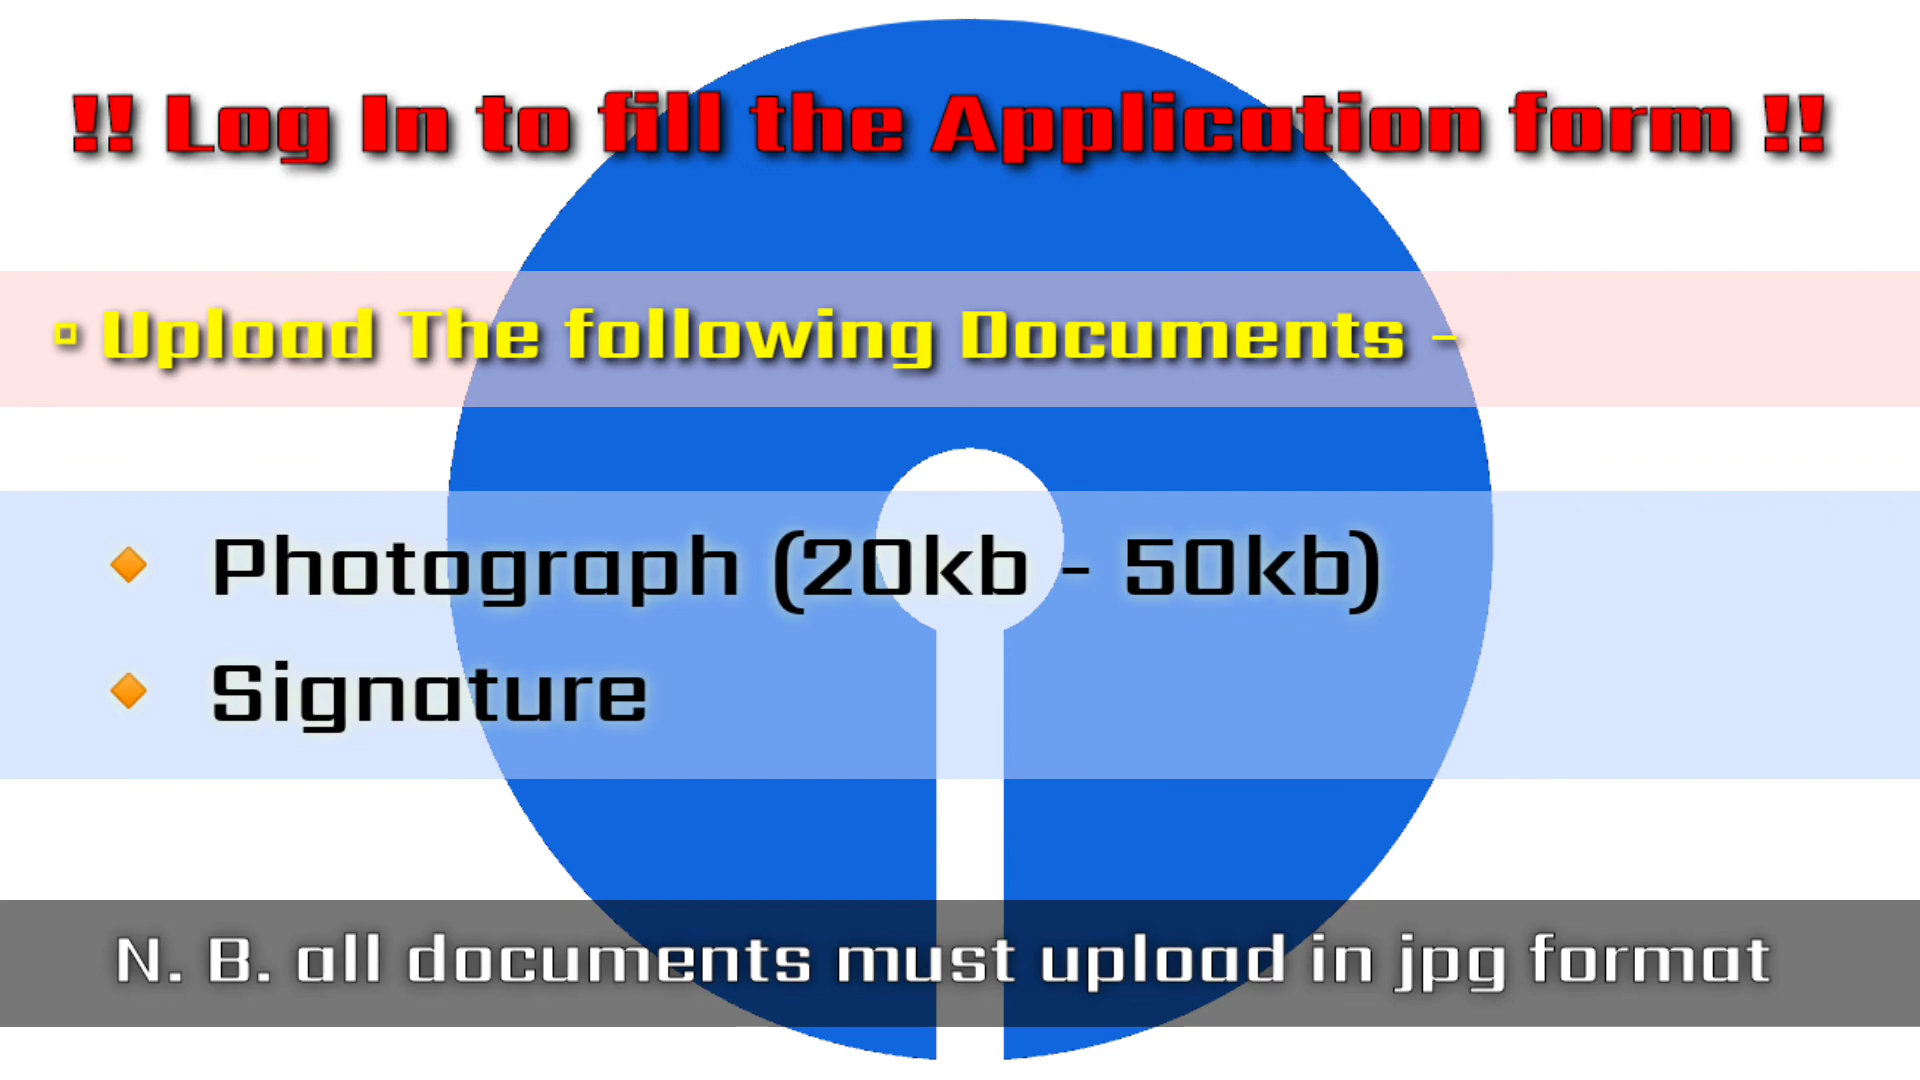 !! Log In to fill the Application form !!
▫ Upload The following Documents -
🔸 Photograph (20kb - 50kb)
🔸 Signature
N. B. all documents must upload in jpg format